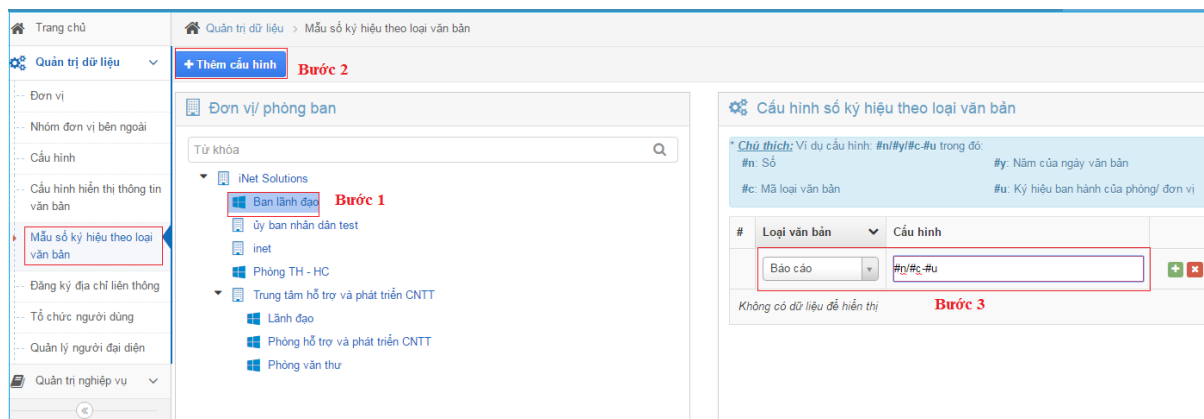 Trang chủ
Quản trị dữ liệu
Đơn vị
Nhóm đơn vị bên ngoài
Cấu hình
Cấu hình hiển thị thông tin
văn bản
Mẫu số ký hiệu theo loại
văn bản
Đăng ký địa chỉ liên thông
Tổ chức người dùng
Quản lý người đại diện
Quản trị nghiệp vụ
Quản trị dữ liệu > Mẫu số ký hiệu theo loại văn bản
+ Thêm cấu hình
Bước 2
Đơn vị/ phòng ban
Từ khóa
iNet Solutions
Ban lãnh đạo
Bước 1
ủy ban nhân dân test
inet
Phòng TH - HC
Trung tâm hỗ trợ và phát triển CNTT
Lãnh đạo
Phòng hỗ trợ và phát triển CNTT
Phòng văn thư
Cấu hình số ký hiệu theo loại văn bản
* Chú thích: Ví dụ cấu hình: #n/#y/#c-#u trong đó:
#n: Số
#y: Năm của ngày văn bản
#c: Mã loại văn bản
#u: Ký hiệu ban hành của phòng/ đơn vị
# Loại văn bản Cấu hình
Báo cáo #n/#c-#u
Không có dữ liệu để hiển thị
Bước 3